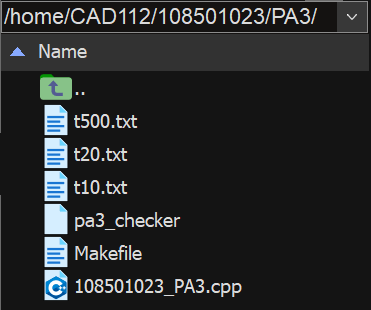 /home/CAD112/108501023/PA3/
Name
..
t500.txt
t20.txt
t10.txt
pa3_checker
Makefile
108501023_PA3.cpp